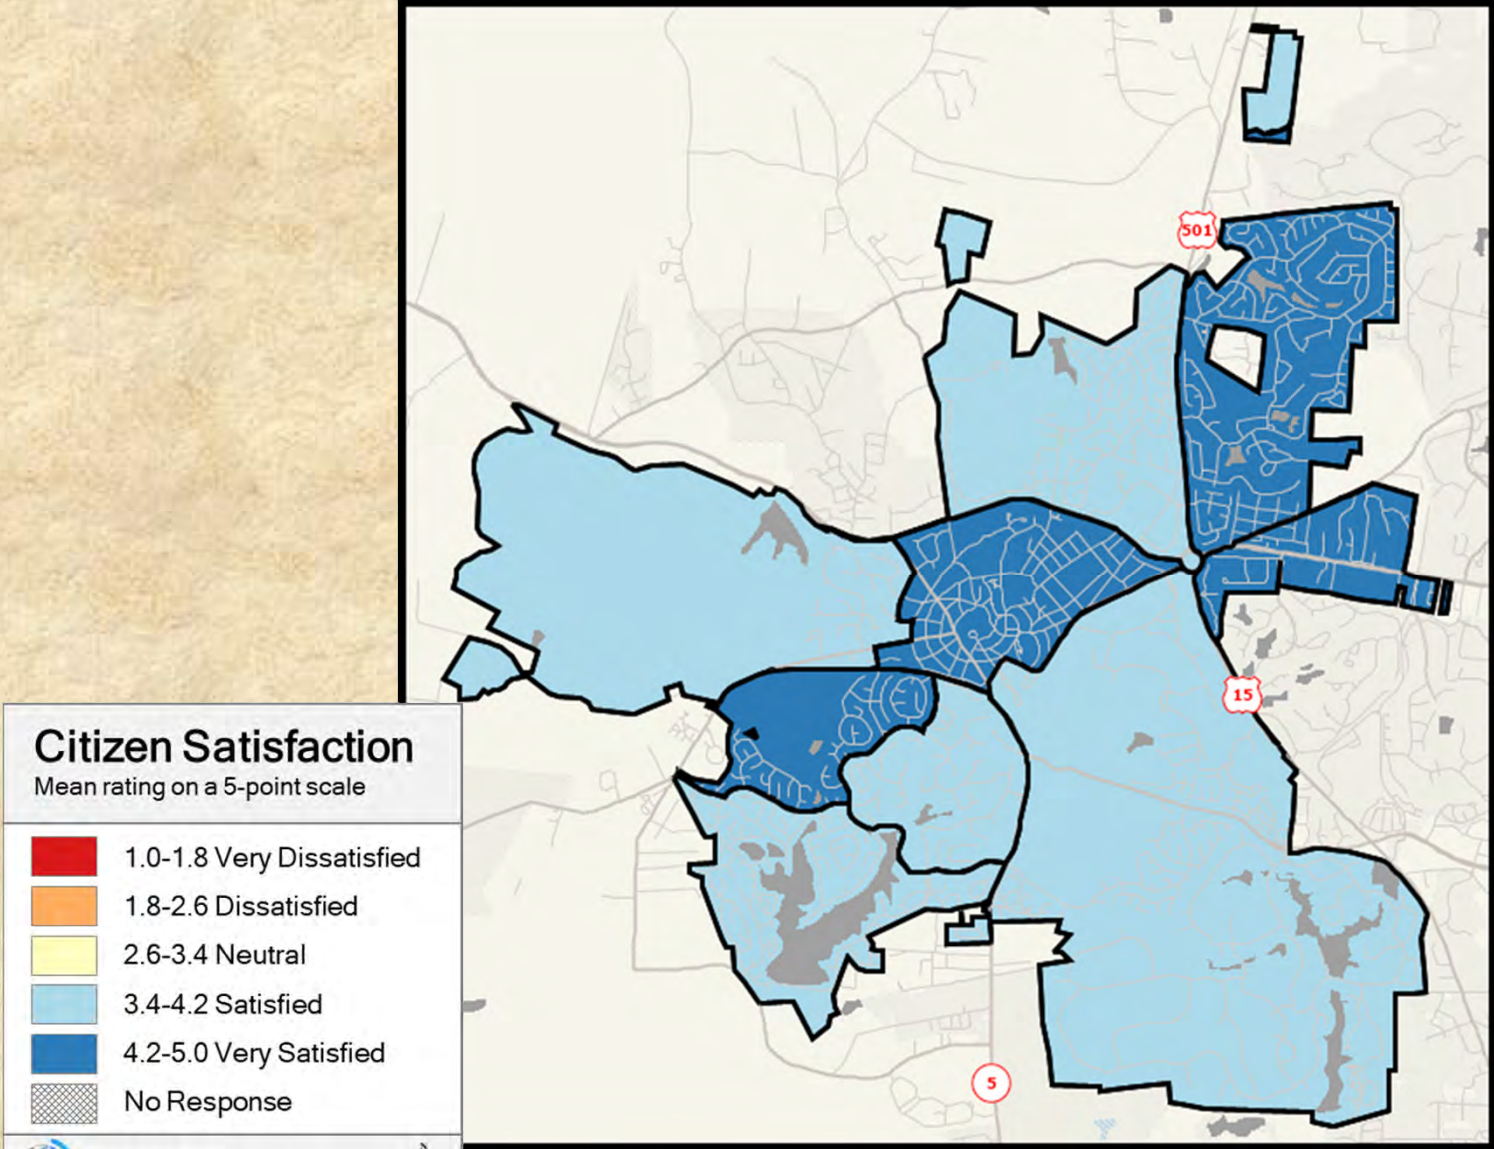 501
15
5
Citizen Satisfaction
Mean rating on a 5-point scale
1.0-1.8 Very Dissatisfied
1.8-2.6 Dissatisfied
2.6-3.4 Neutral
3.4-4.2 Satisfied
4.2-5.0 Very Satisfied
No Response